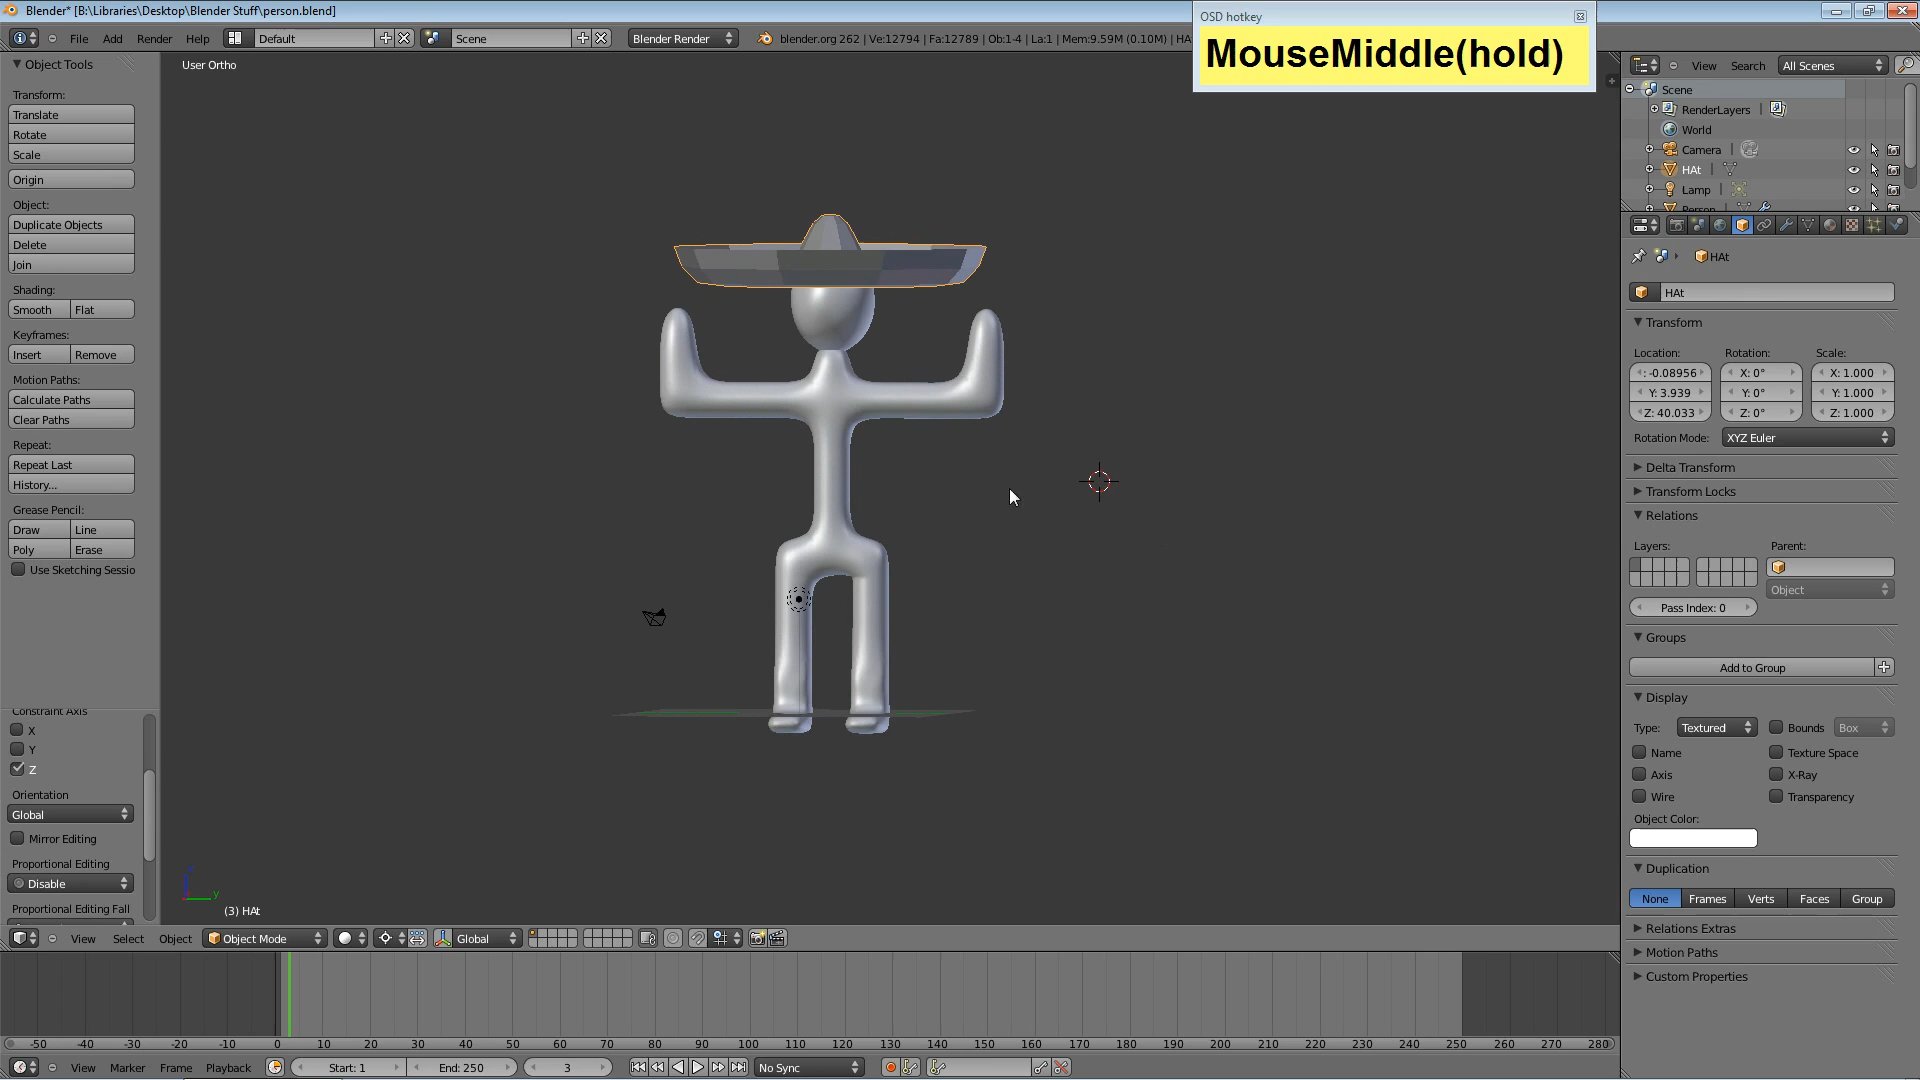 Blender* [B:\Libraries\Desktop\Blender Stuff\person.blend]
OSD hotkey
MouseMiddle(hold)
File Add Render Help Default Scene Blender Render blender.org 262 | Ve:12794 | Fa:12789 | Ob:1-4 | La:1 | Mem:9.59M (0.10M) | HA
Object Tools
User Ortho
Transform:
Translate
Rotate
Scale
Origin
Object:
Duplicate Objects
Delete
Join
Shading:
Smooth Flat
Keyframes:
Insert Remove
Motion Paths:
Calculate Paths
Clear Paths
Repeat:
Repeat Last
History...
Grease Pencil:
Draw Line
Poly Erase
Use Sketching Sessio
Constraint Axis
X
Y
Z
Orientation
Global
Mirror Editing
Proportional Editing
Disable
Proportional Editing Fall
z
y
(3) HAt
View Select Object Object Mode Global
-50 -40 -30 -20 -10 0 10 20 30 40 50 60 70 80 90 100 110 120 130 140 150 160 170 180 190 200 210 220 230 240 250 260 270 280
View Marker Frame Playback Start: 1 End: 250 3 No Sync
View Search All Scenes
Scene
RenderLayers |
World
Camera |
HAt |
Lamp |
Person
HAt
HAt
Transform
Location: Rotation: Scale:
: -0.08956 X: 0° X: 1.000
Y: 3.939 Y: 0° Y: 1.000
Z: 40.033 Z: 0° Z: 1.000
Rotation Mode: XYZ Euler
Delta Transform
Transform Locks
Relations
Layers: Parent:
Object
Pass Index: 0
Groups
Add to Group
Display
Type: Textured Bounds Box
Name Texture Space
Axis X-Ray
Wire Transparency
Object Color:
Duplication
None Frames Verts Faces Group
Relations Extras
Motion Paths
Custom Properties